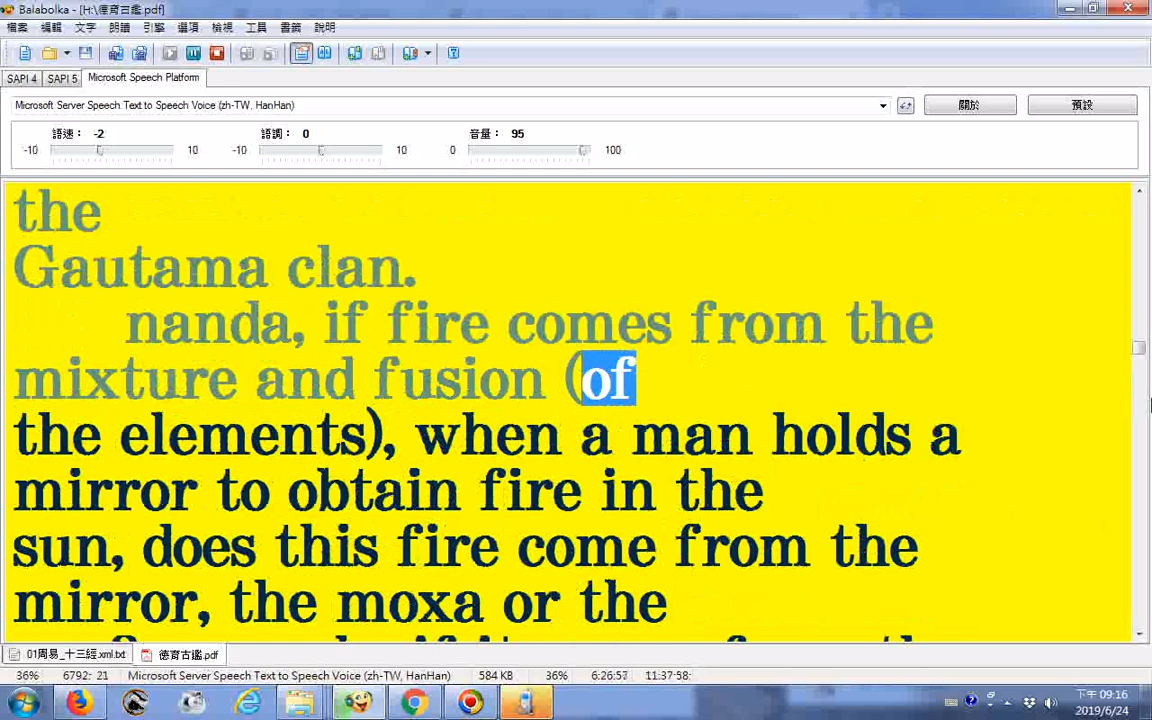 Balabolka - [H:\德育古鑑.pdf]
檔案 編輯 文字 朗讀 引擎 選項 檢視 工具 書籤 說明
SAPI 4 SAPI 5 Microsoft Speech Platform
Microsoft Server Speech Text to Speech Voice (zh-TW, HanHan) 關於 預設
語速： -2 語調： 0 音量： 95
-10 10 -10 10 0 100
the
Gautama clan.
nanda, if fire comes from the
mixture and fusion (of
the elements), when a man holds a
mirror to obtain fire in the
sun, does this fire come from the
mirror, the moxa or the
01周易_十三經.xml.txt 德育古鑑.pdf
36% 6792: 21 Microsoft Server Speech Text to Speech Voice (zh-TW, HanHan) 584 KB 36% 6:26:57 11:37:58
下午 09:16
2019/6/24